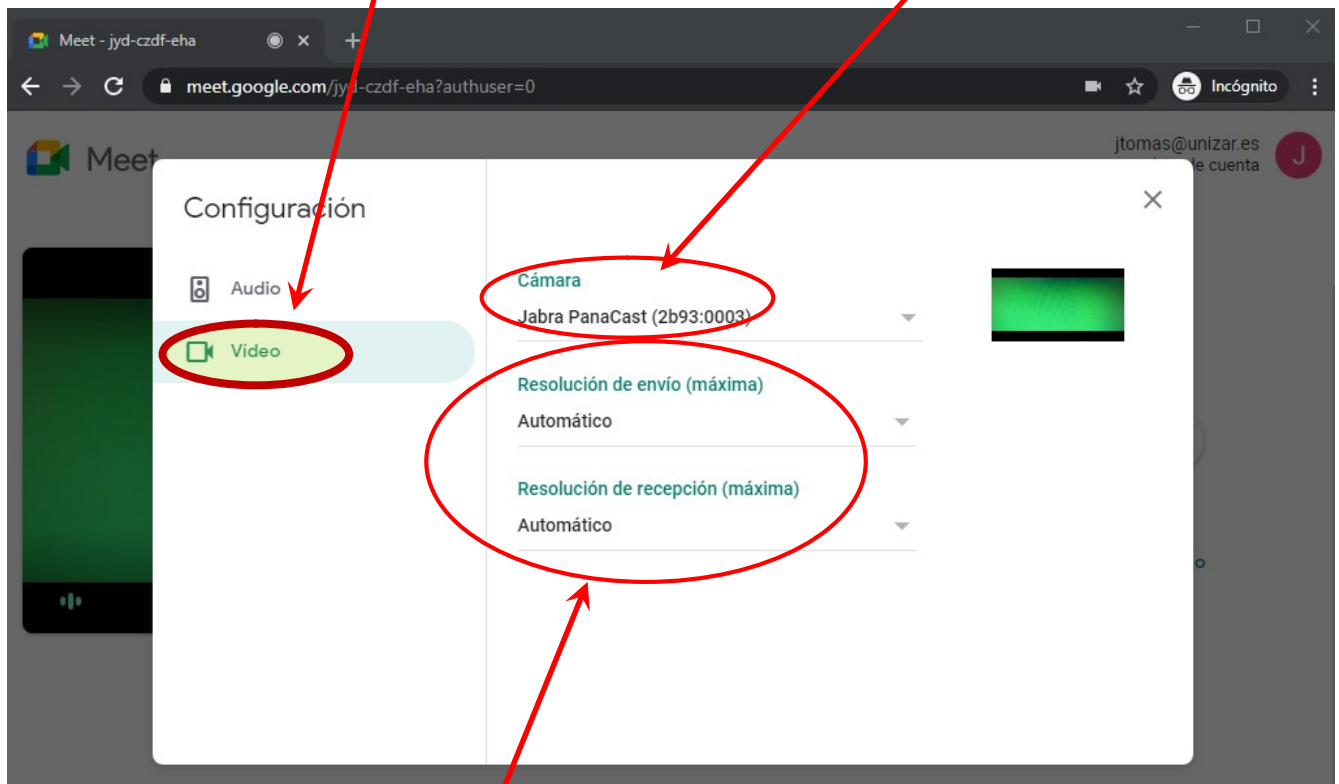 Meet - jyd-czdf-eha
meet.google.com/jyd-czdf-eha?authuser=0
Incógnito
Meet
jtomas@unizar.es
de cuenta
J
Configuración
Audio
Vídeo
Cámara
Jabra PanaCast (2b93:0003)
Resolución de envío (máxima)
Automático
Resolución de recepción (máxima)
Automático